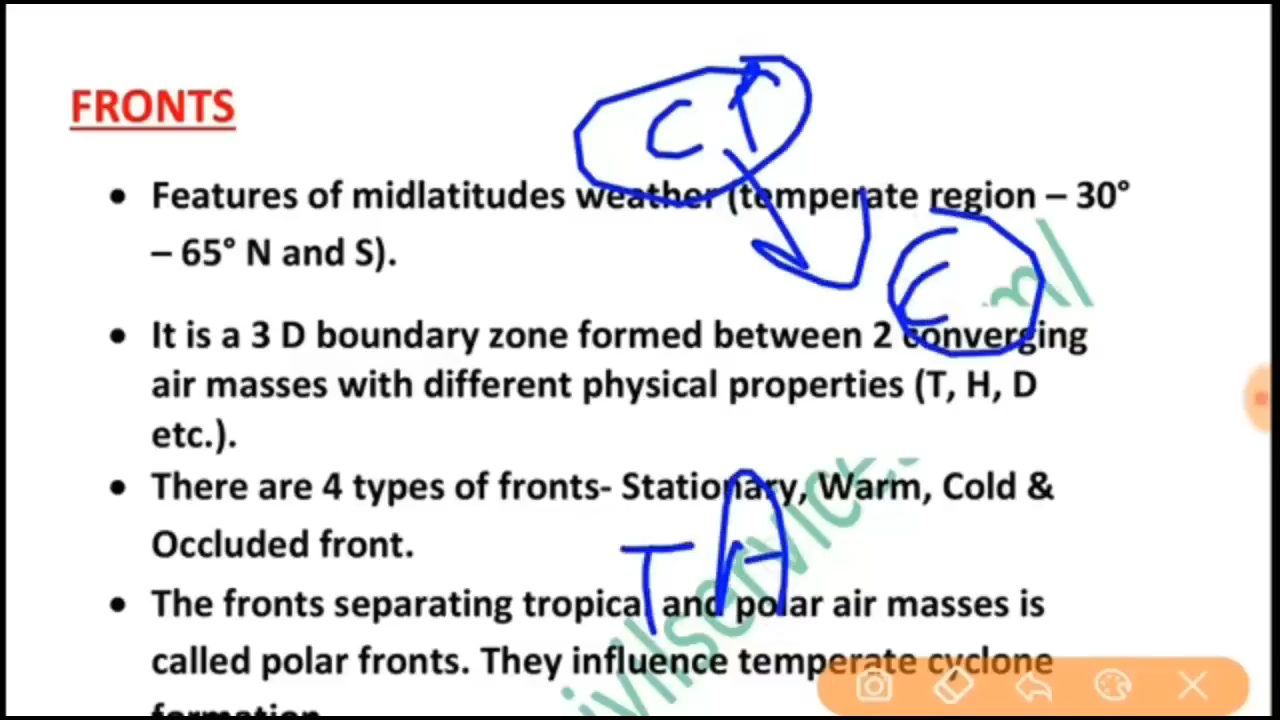 FRONTS
• Features of midlatitudes weather (temperate region – 30°
– 65° N and S).
• It is a 3 D boundary zone formed between 2 converging
air masses with different physical properties (T, H, D
etc.).
• There are 4 types of fronts- Stationary, Warm, Cold &
Occluded front.
T A
• The fronts separating tropical and polar air masses is
called polar fronts. They influence temperate cyclone
formation